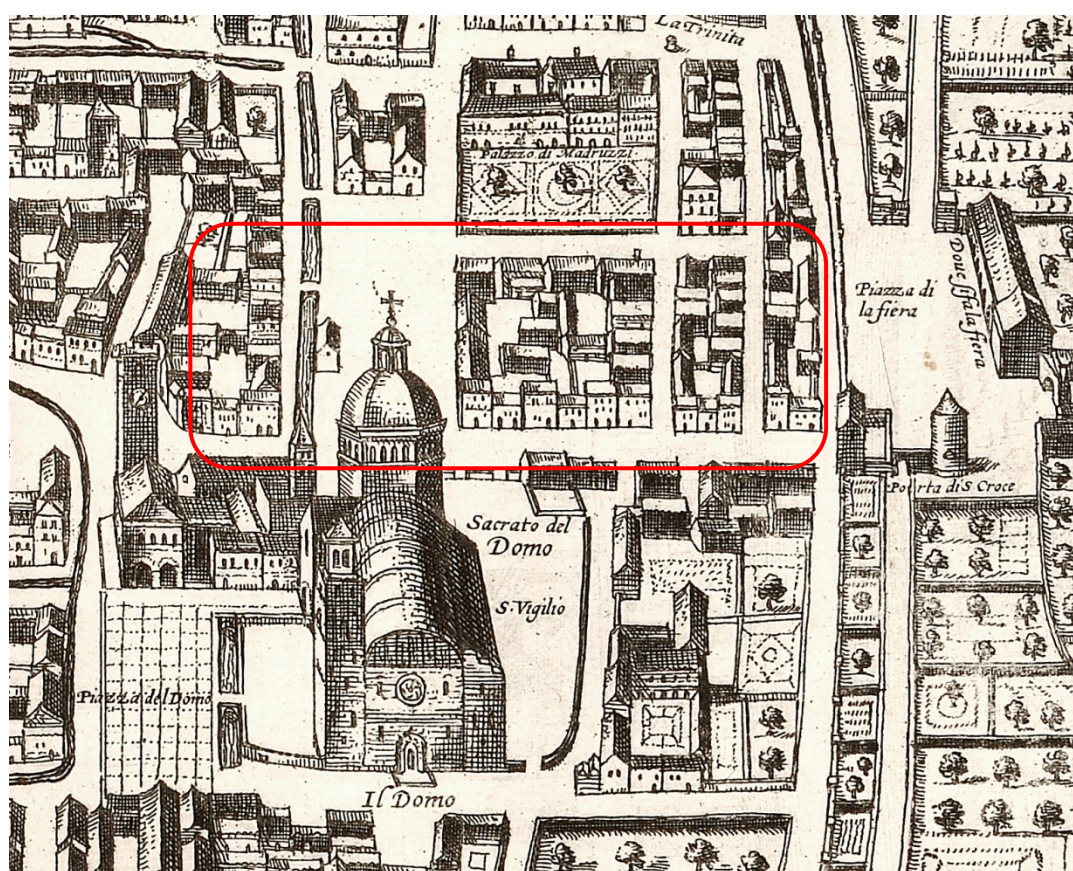 La Trinita
Palazzo di Madruzzi
Piazza di
la fiera
Doue si fa la fiera
Porta di S. Croce
Sacrato del
Domo
S. Vigilio
Piazza del Domo
Il Domo